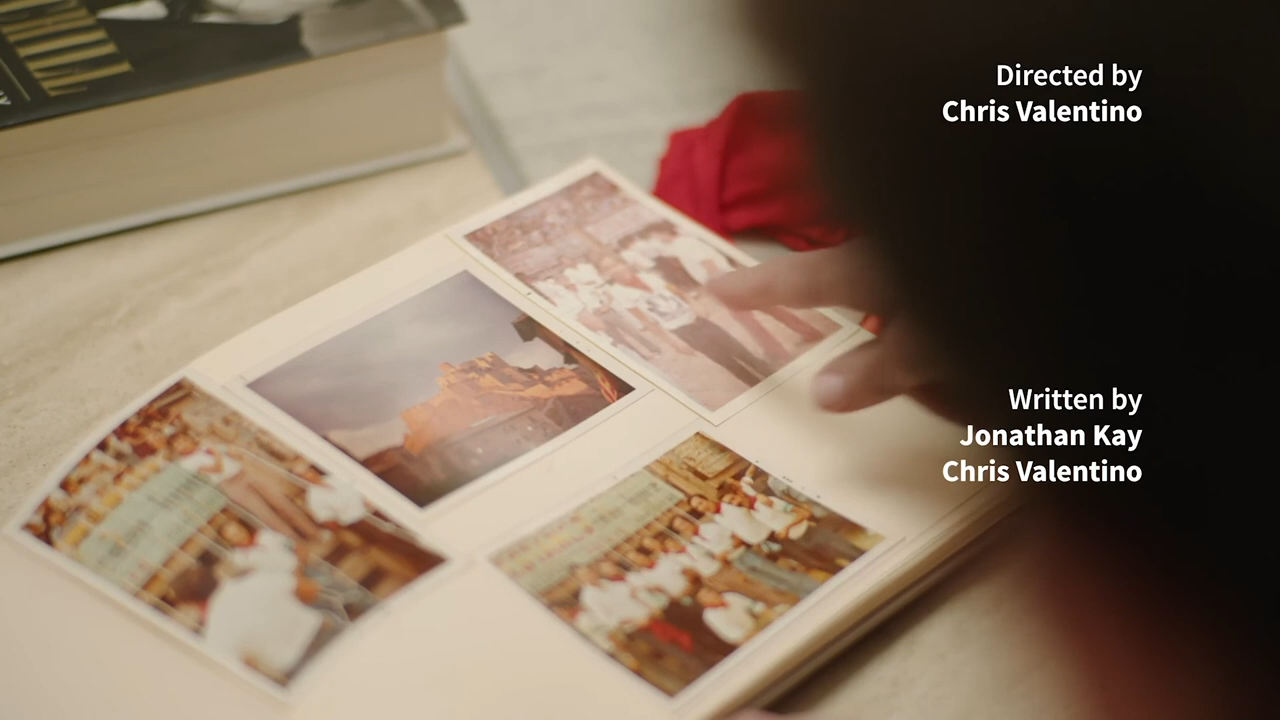 Directed by
Chris Valentino
Written by
Jonathan Kay
Chris Valentino